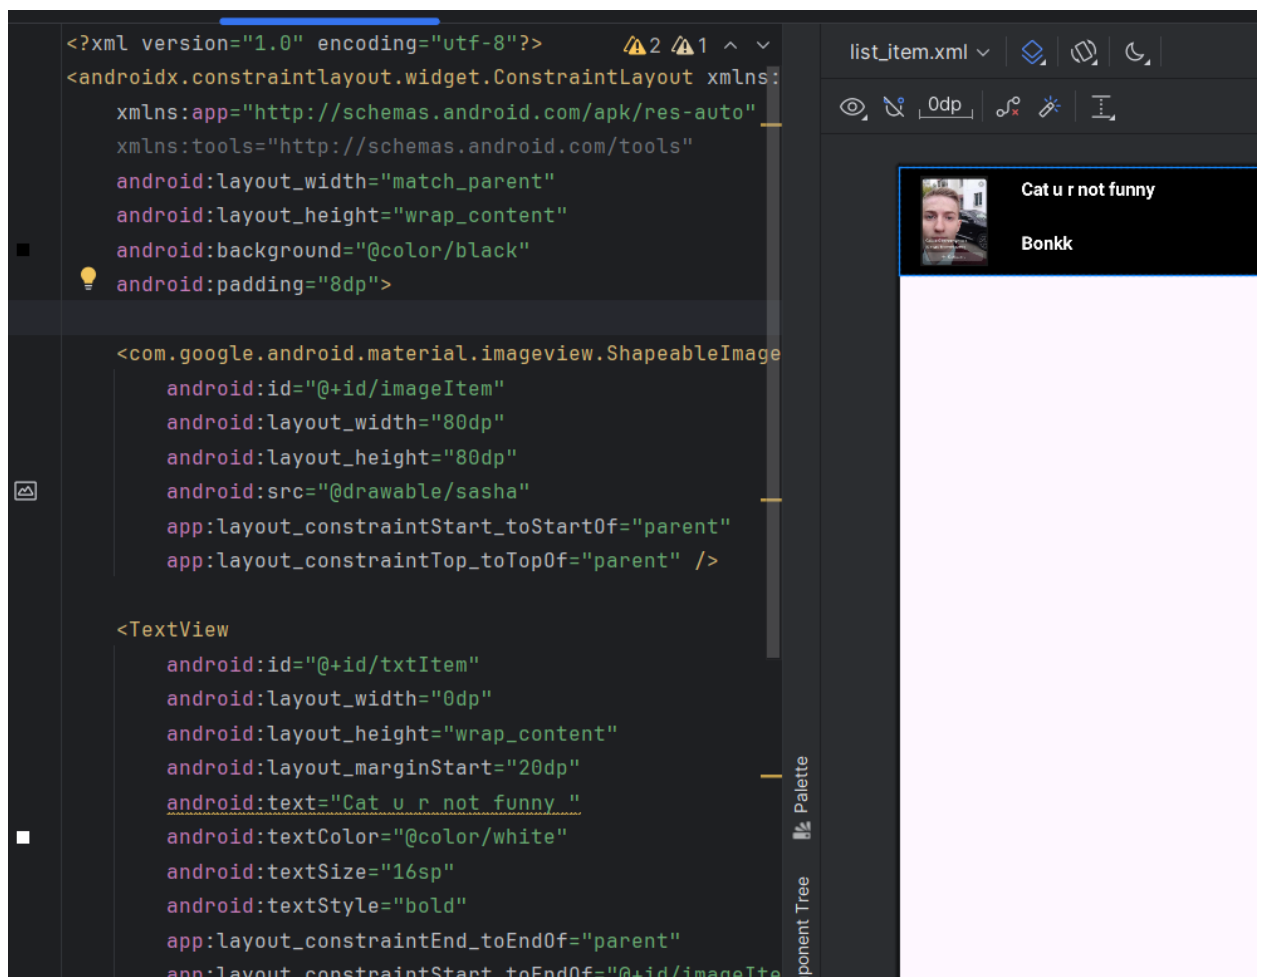 <?xml version="1.0" encoding="utf-8"?>
2 1
<androidx.constraintlayout.widget.ConstraintLayout xmlns:
xmlns:app="http://schemas.android.com/apk/res-auto"
xmlns:tools="http://schemas.android.com/tools"
android:layout_width="match_parent"
android:layout_height="wrap_content"
android:background="@color/black"
android:padding="8dp">
<com.google.android.material.imageview.ShapeableImage
android:id="@+id/imageItem"
android:layout_width="80dp"
android:layout_height="80dp"
android:src="@drawable/sasha"
app:layout_constraintStart_toStartOf="parent"
app:layout_constraintTop_toTopOf="parent" />
<TextView
android:id="@+id/txtItem"
android:layout_width="0dp"
android:layout_height="wrap_content"
android:layout_marginStart="20dp"
android:text="Cat u r not funny "
android:textColor="@color/white"
android:textSize="16sp"
android:textStyle="bold"
app:layout_constraintEnd_toEndOf="parent"
app:layout_constraintStart_toEndOf="@+id/imageIte
Palette
ponent Tree
list_item.xml
0dp
Cat u r not funny
Bonkk